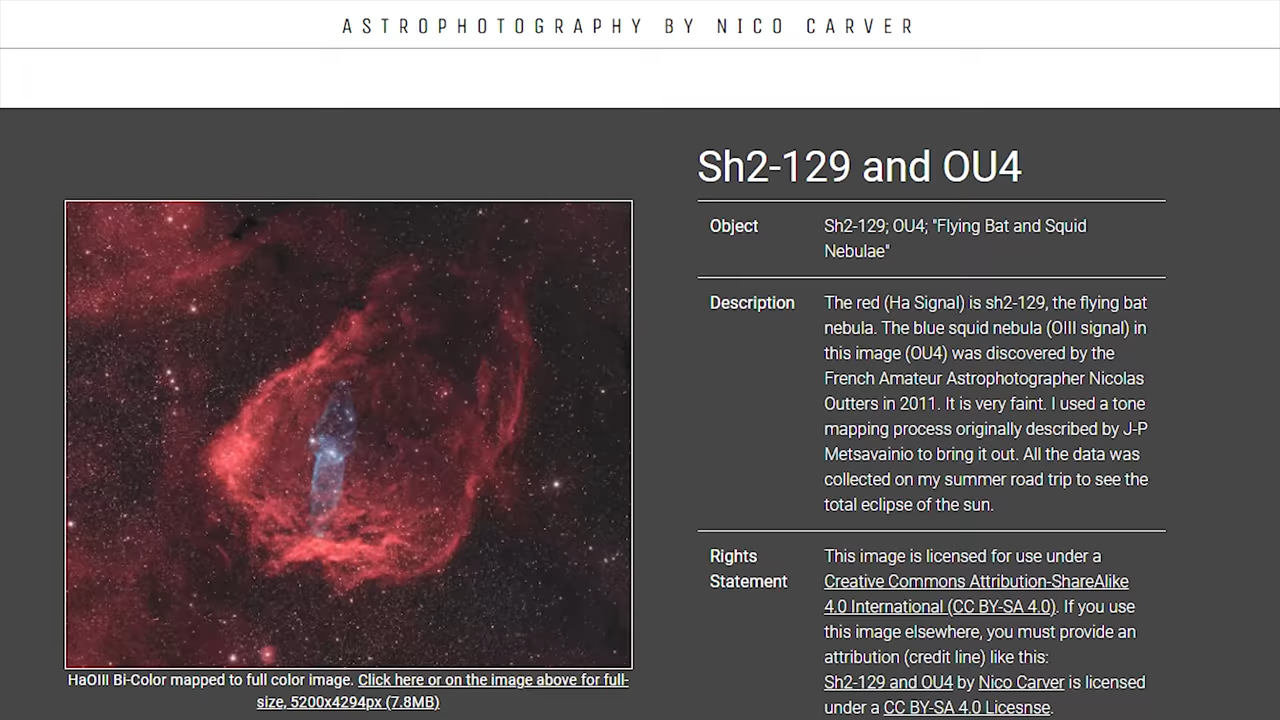 ASTROPHOTOGRAPHY BY NICO CARVER
Sh2-129 and OU4
Object
Sh2-129; OU4; "Flying Bat and Squid
Nebulae"
Description
The red (Ha Signal) is sh2-129, the flying bat
nebula. The blue squid nebula (OIII signal) in
this image (OU4) was discovered by the
French Amateur Astrophotographer Nicolas
Outters in 2011. It is very faint. I used a tone
mapping process originally described by J-P
Metsavainio to bring it out. All the data was
collected on my summer road trip to see the
total eclipse of the sun.
Rights
Statement
This image is licensed for use under a
Creative Commons Attribution-ShareAlike
4.0 International (CC BY-SA 4.0). If you use
this image elsewhere, you must provide an
attribution (credit line) like this:
Sh2-129 and OU4 by Nico Carver is licensed
under a CC BY-SA 4.0 Licesnse.
HaOIII Bi-Color mapped to full color image. Click here or on the image above for full-
size, 5200x4294px (7.8MB)